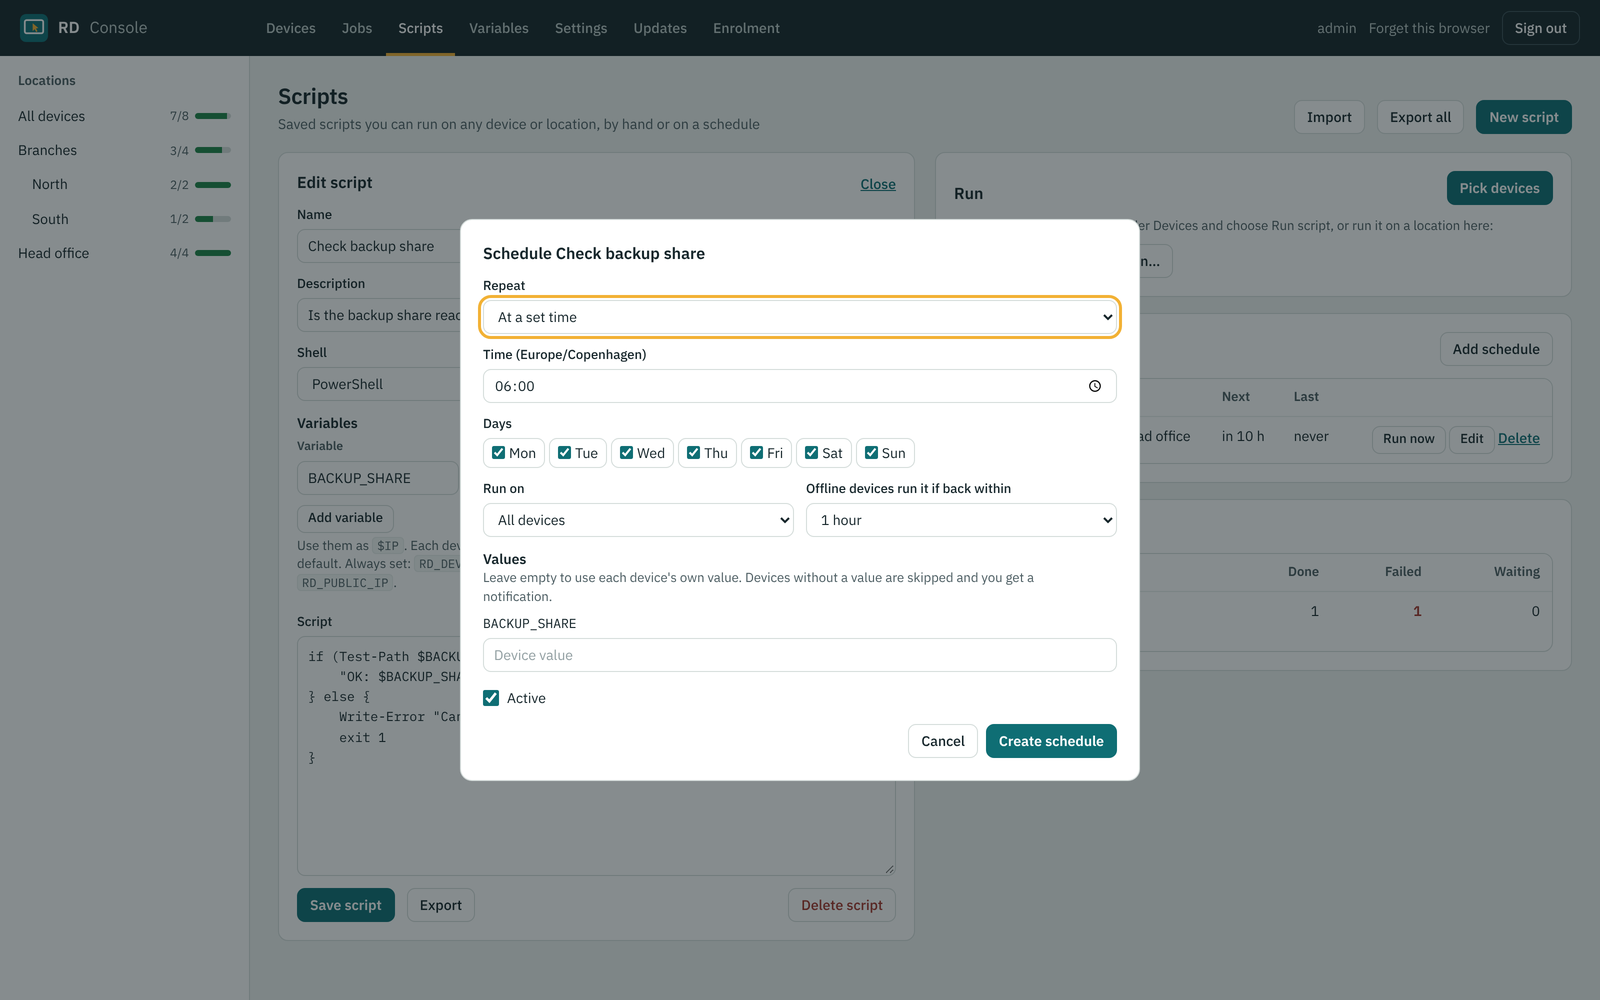 RD Console
Devices
Jobs
Scripts
Variables
Settings
Updates
Enrolment
admin
Forget this browser
Sign out
Locations
All devices 7/8
Branches 3/4
North 2/2
South 1/2
Head office 4/4
Scripts
Saved scripts you can run on any device or location, by hand or on a schedule
Import
Export all
New script
Edit script
Close
Name
Check backup share
Description
Is the backup share
Shell
PowerShell
Variables
Variable
BACKUP_SHARE
Add variable
Use them as $IP. Each
default. Always set:
RD_PUBLIC_IP.
Script
if (Test-Path
"OK:
} else {
Write-Error
exit 1
}
Save script
Export
Delete script
Run
Pick devices
Devices and choose Run script, or run it on a location here:
Add schedule
Next
Last
office
in 10 h
never
Run now
Edit
Delete
Done
Failed
Waiting
1
1
0
Schedule Check backup share
Repeat
At a set time
Time (Europe/Copenhagen)
06:00
Days
Mon
Tue
Wed
Thu
Fri
Sat
Sun
Run on
Offline devices run it if back within
All devices
1 hour
Values
Leave empty to use each device's own value. Devices without a value are skipped and you get a
notification.
BACKUP_SHARE
Device value
Active
Cancel
Create schedule